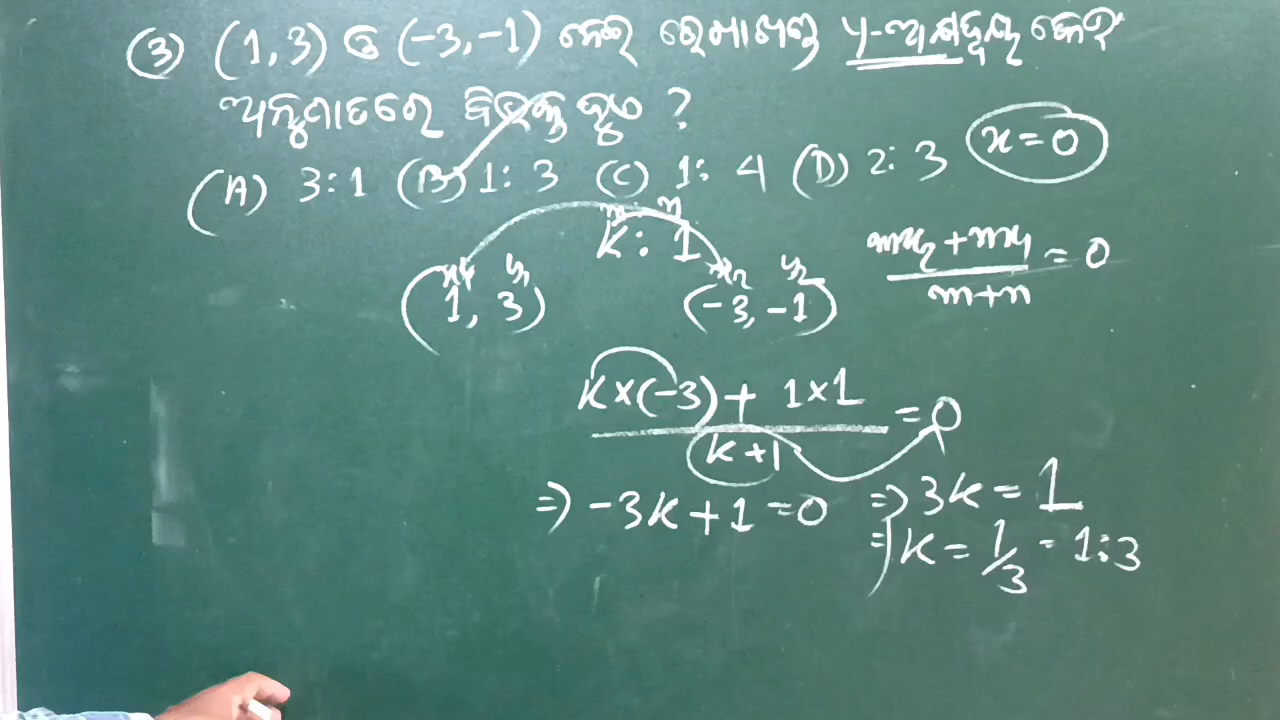 (3) (1, 3) ଓ (-3, -1) ନେଇ ରେଖାଖଣ୍ଡ y-ଅକ୍ଷଦ୍ୱାରା କେଉଁ
ଅନୁପାତରେ ବିଭକ୍ତ ହୁଏ ?
(A) 3:1 (B) 1:3 (C) 1:4 (D) 2:3 x=0
m n
k : 1
x₁ y₁ x₂ y₂
(1, 3) (-3, -1)
mx₂+nx₁ = 0
m+n
k×(-3)+ 1×1 = 0
k+1
⇒ -3k+1=0 ⇒ 3k=1
⇒ k = 1/3 = 1:3